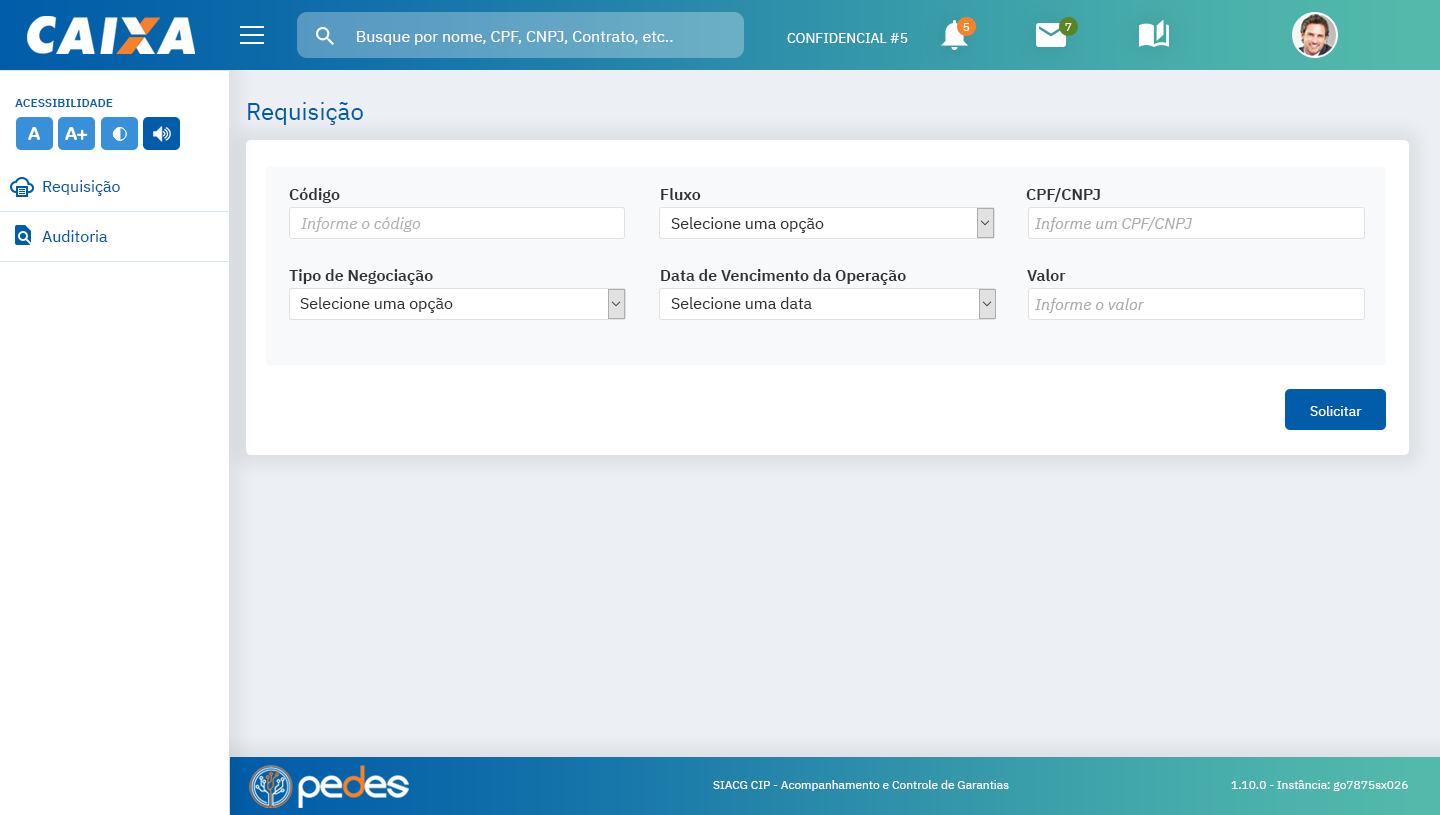 CAIXA
Busque por nome, CPF, CNPJ, Contrato, etc..
CONFIDENCIAL #5
5
7
ACESSIBILIDADE
A A+
Requisição
Auditoria
Requisição
Código Fluxo CPF/CNPJ
Informe o código Selecione uma opção Informe um CPF/CNPJ
Tipo de Negociação Data de Vencimento da Operação Valor
Selecione uma opção Selecione uma data Informe o valor
Solicitar
pedes
SIACG CIP - Acompanhamento e Controle de Garantias
1.10.0 - Instância: go7875sx026